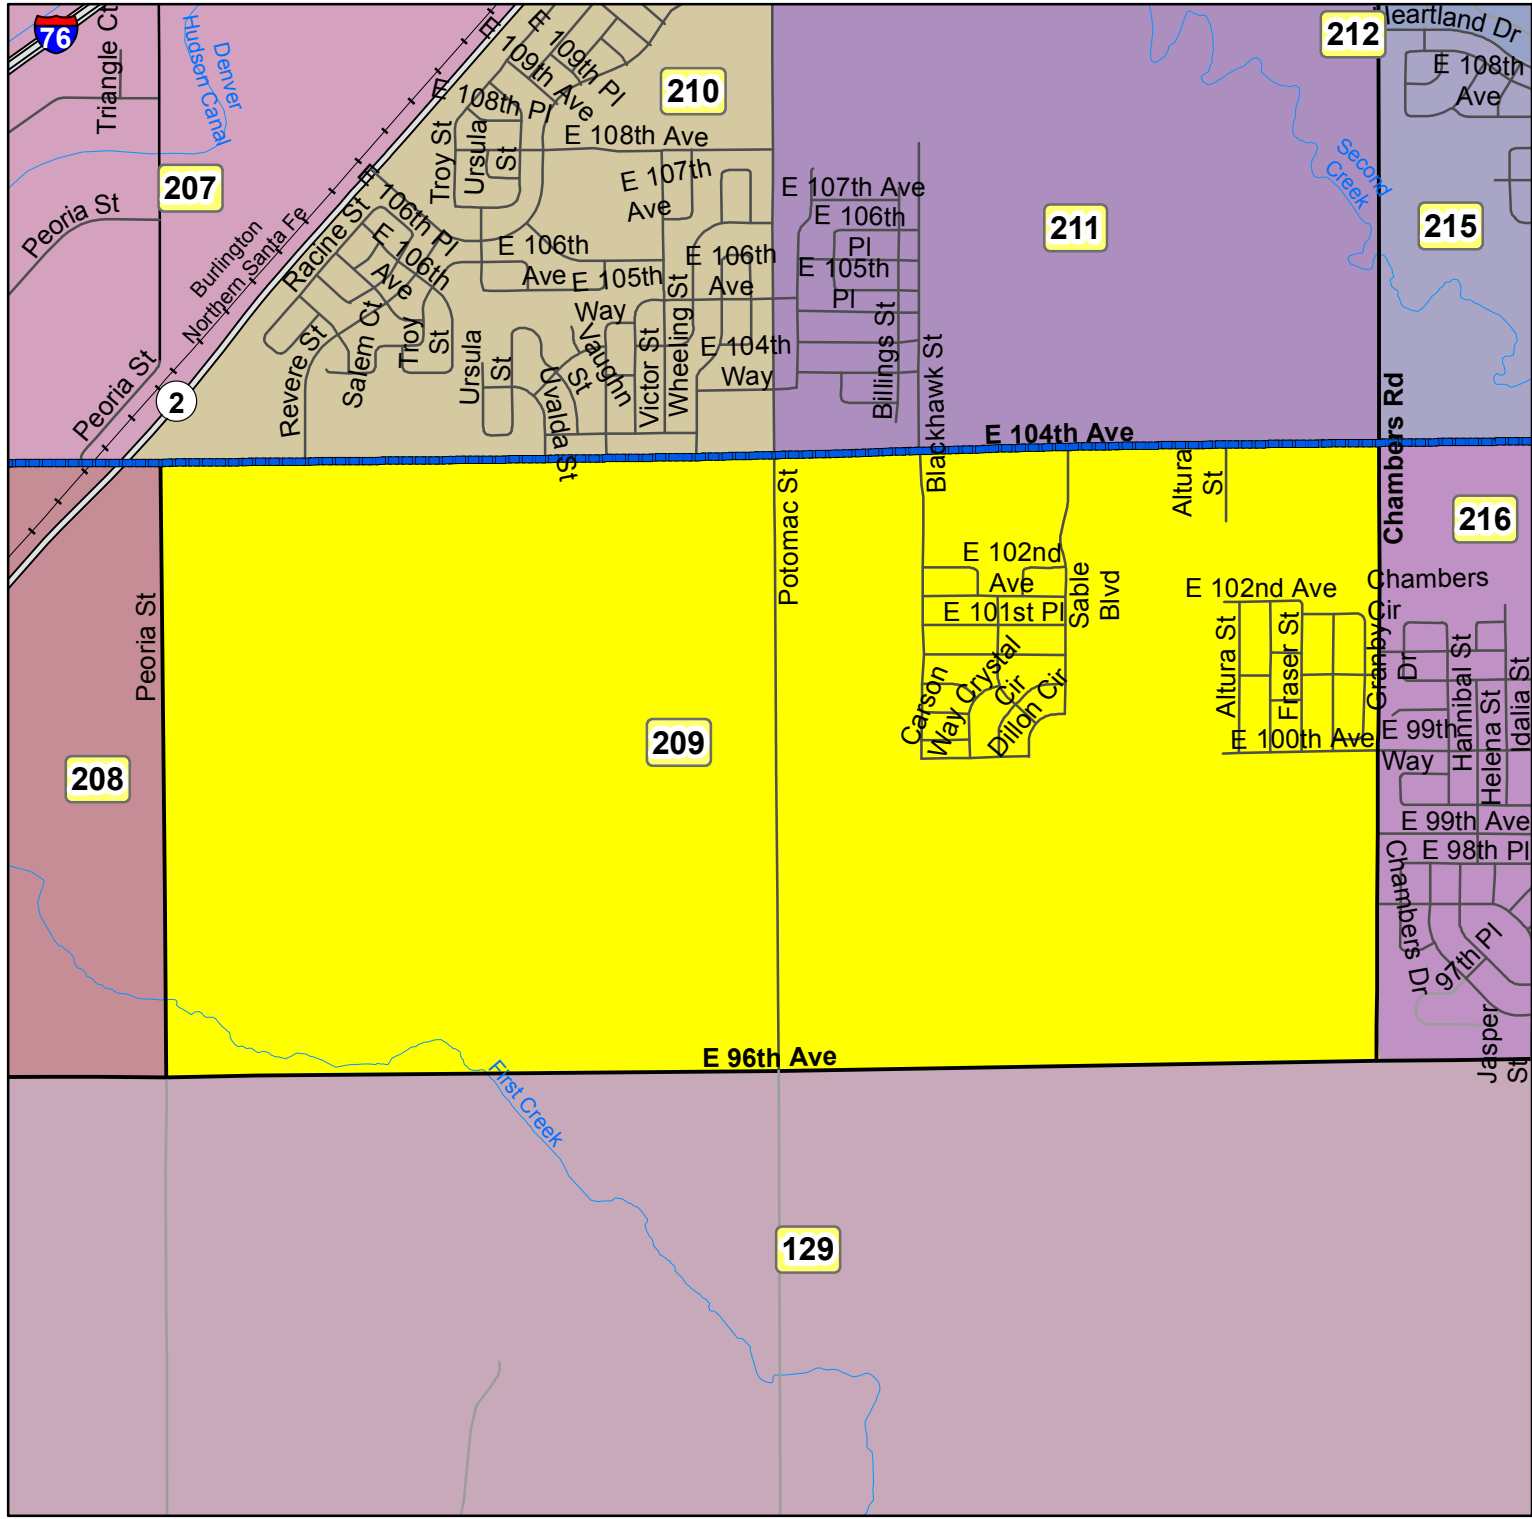 76
Triangle Ct
Denver
Hudson Canal
207
Peoria St
Peoria St
Burlington
Northern Santa Fe
2
E
E 109th Pl
109th Ave
E 108th Pl
210
E 108th Ave
Troy St
Ursula
St
E 107th
Ave
E 106th Pl
Racine St
E 106th
Ave
E 106th
Ave
E 105th
Way
E 106th
Ave
Wheeling St
E 104th
Way
Victor St
Vaughn
St
Uvalda St
Ursula
St
Troy
St
Salem Ct
Revere St
E 107th Ave
E 106th
Pl
E 105th
Pl
Billings St
Blackhawk St
211
Second
Creek
212
Heartland Dr
E 108th
Ave
215
Chambers Rd
E 104th Ave
Potomac St
Altura
St
216
E 102nd
Ave
E 101st Pl
Sable
Blvd
Carson
Way
Crystal
Cir
Dillon Cir
E 102nd Ave
Altura St
Fraser St
E 100th Ave
Chambers
Cir
Granby
Dr
Hannibal St
Helena St
Idalia St
E 99th
Way
E 99th Ave
E 98th Pl
Chambers Dr
97th Pl
Jasper
St
Peoria St
208
209
E 96th Ave
First Creek
129